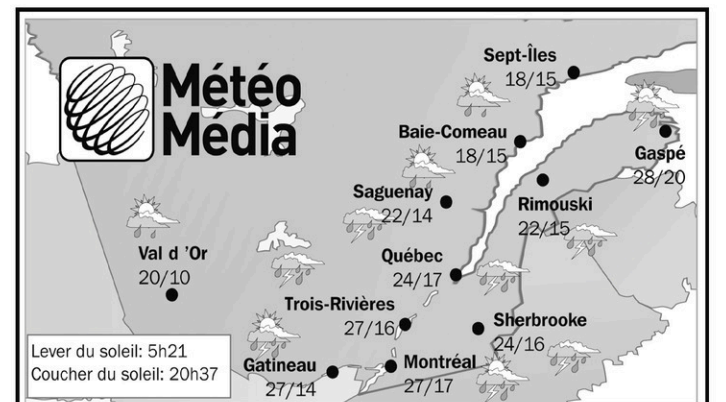 Météo
Média
Sept-Îles
18/15
Baie-Comeau
18/15
Gaspé
28/20
Saguenay
22/14
Rimouski
22/15
Val d 'Or
20/10
Québec
24/17
Trois-Rivières
27/16
Sherbrooke
24/16
Lever du soleil: 5h21
Coucher du soleil: 20h37
Gatineau
27/14
Montréal
27/17